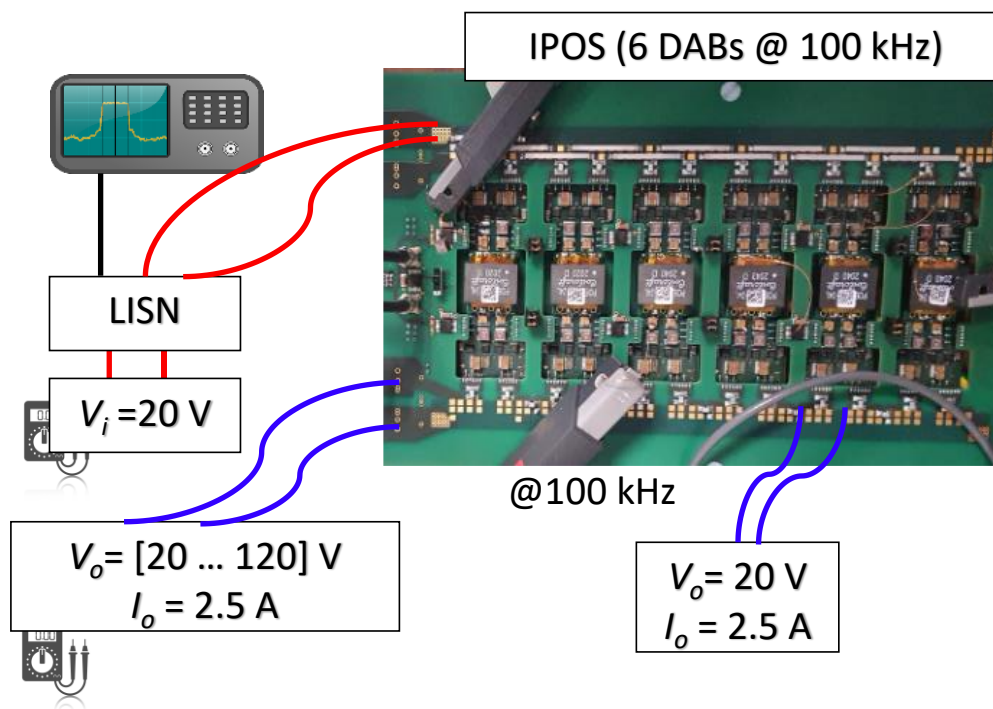 IPOS (6 DABs @ 100 kHz)
LISN
Vi =20 V
@100 kHz
Vo= [20 … 120] V
Io = 2.5 A
Vo= 20 V
Io = 2.5 A